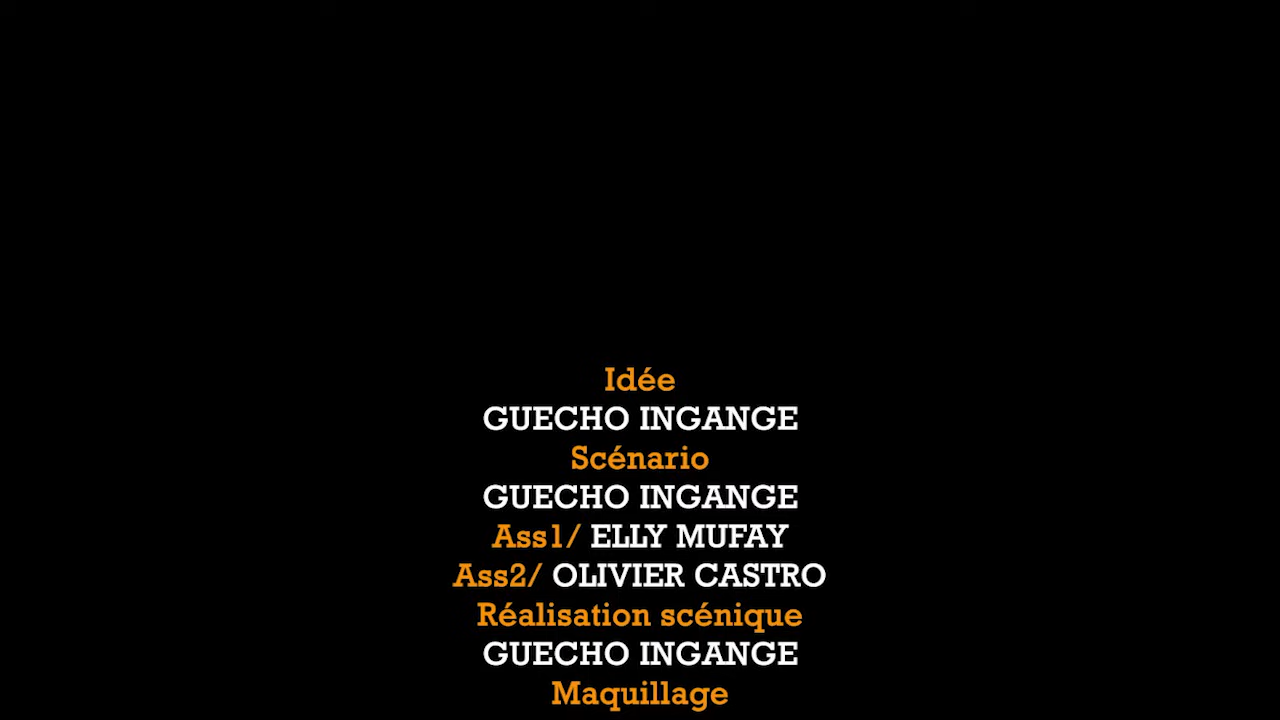 Idée
GUECHO INGANGE
Scénario
GUECHO INGANGE
Ass1/ ELLY MUFAY
Ass2/ OLIVIER CASTRO
Réalisation scénique
GUECHO INGANGE
Maquillage